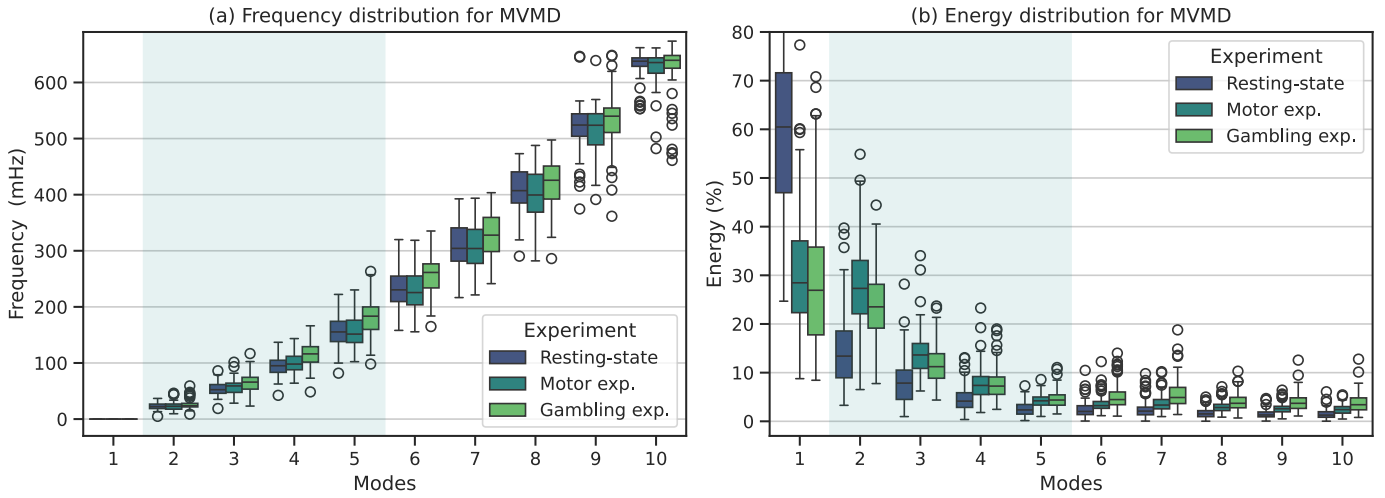 (a) Frequency distribution for MVMD
Frequency (mHz)
600
500
400
300
200
100
0
1 2 3 4 5 6 7 8 9 10
Modes
Experiment
Resting-state
Motor exp.
Gambling exp.
(b) Energy distribution for MVMD
Energy (%)
80
70
60
50
40
30
20
10
0
1 2 3 4 5 6 7 8 9 10
Modes
Experiment
Resting-state
Motor exp.
Gambling exp.